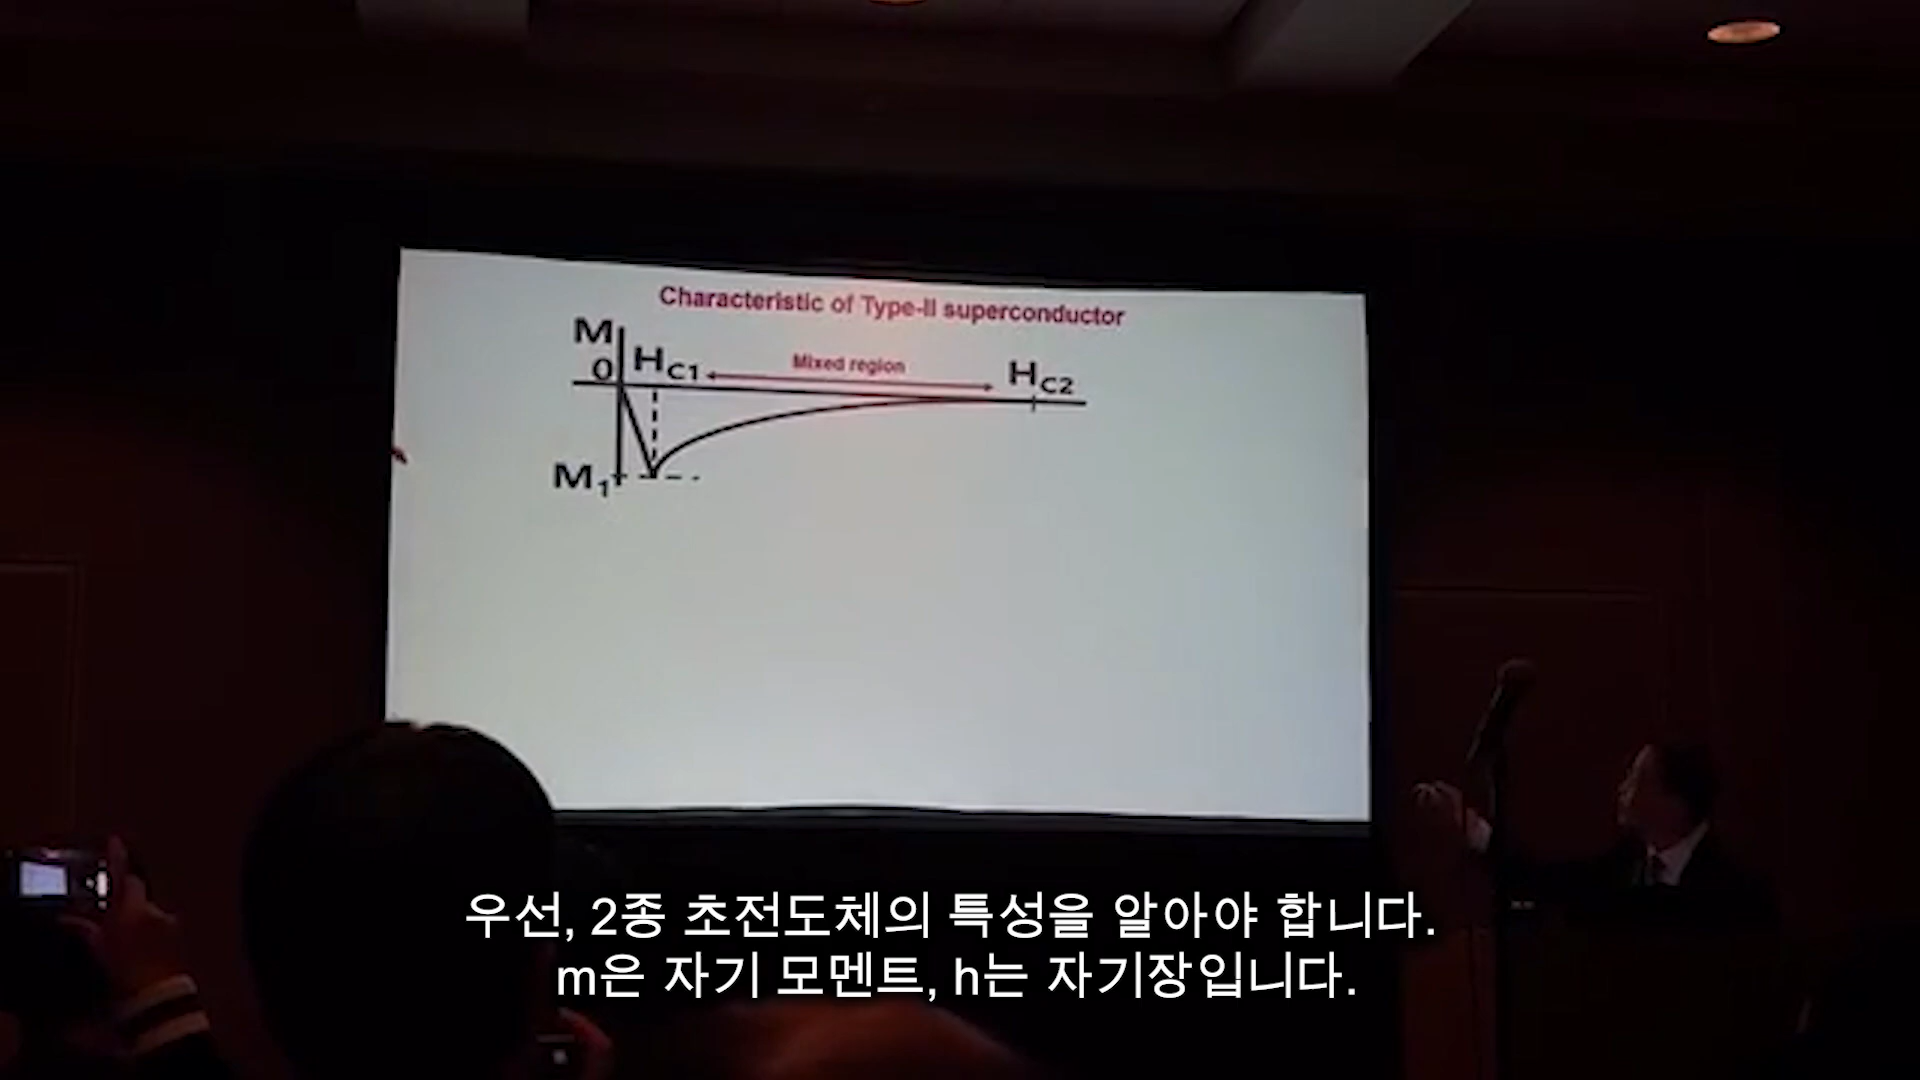 Characteristic of Type-II superconductor
M
0
HC1
Mixed region
HC2
M1
우선, 2종 초전도체의 특성을 알아야 합니다.
m은 자기 모멘트, h는 자기장입니다.